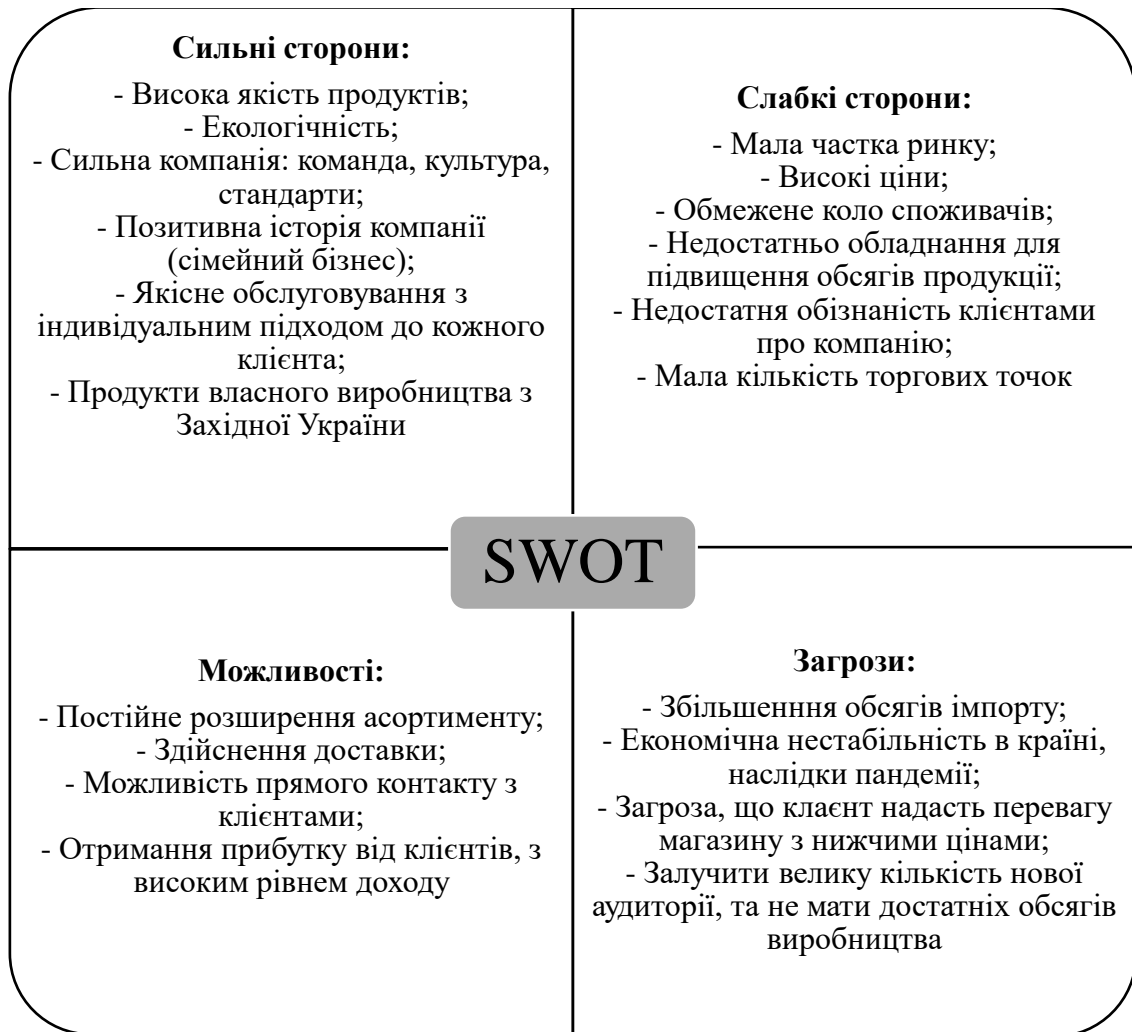 Сильні сторони:
- Висока якість продуктів;
- Екологічність;
- Сильна компанія: команда, культура,
стандарти;
- Позитивна історія компанії
(сімейний бізнес);
- Якісне обслуговування з
індивідуальним підходом до кожного
клієнта;
- Продукти власного виробництва з
Західної України
Слабкі сторони:
- Мала частка ринку;
- Високі ціни;
- Обмежене коло споживачів;
- Недостатньо обладнання для
підвищення обсягів продукції;
- Недостатня обізнаність клієнтами
про компанію;
- Мала кількість торгових точок
SWOT
Можливості:
- Постійне розширення асортименту;
- Здійснення доставки;
- Можливість прямого контакту з
клієнтами;
- Отримання прибутку від клієнтів, з
високим рівнем доходу
Загрози:
- Збільшенння обсягів імпорту;
- Економічна нестабільність в країні,
наслідки пандемії;
- Загроза, що клаєнт надасть перевагу
магазину з нижчими цінами;
- Залучити велику кількість нової
аудиторії, та не мати достатніх обсягів
виробництва